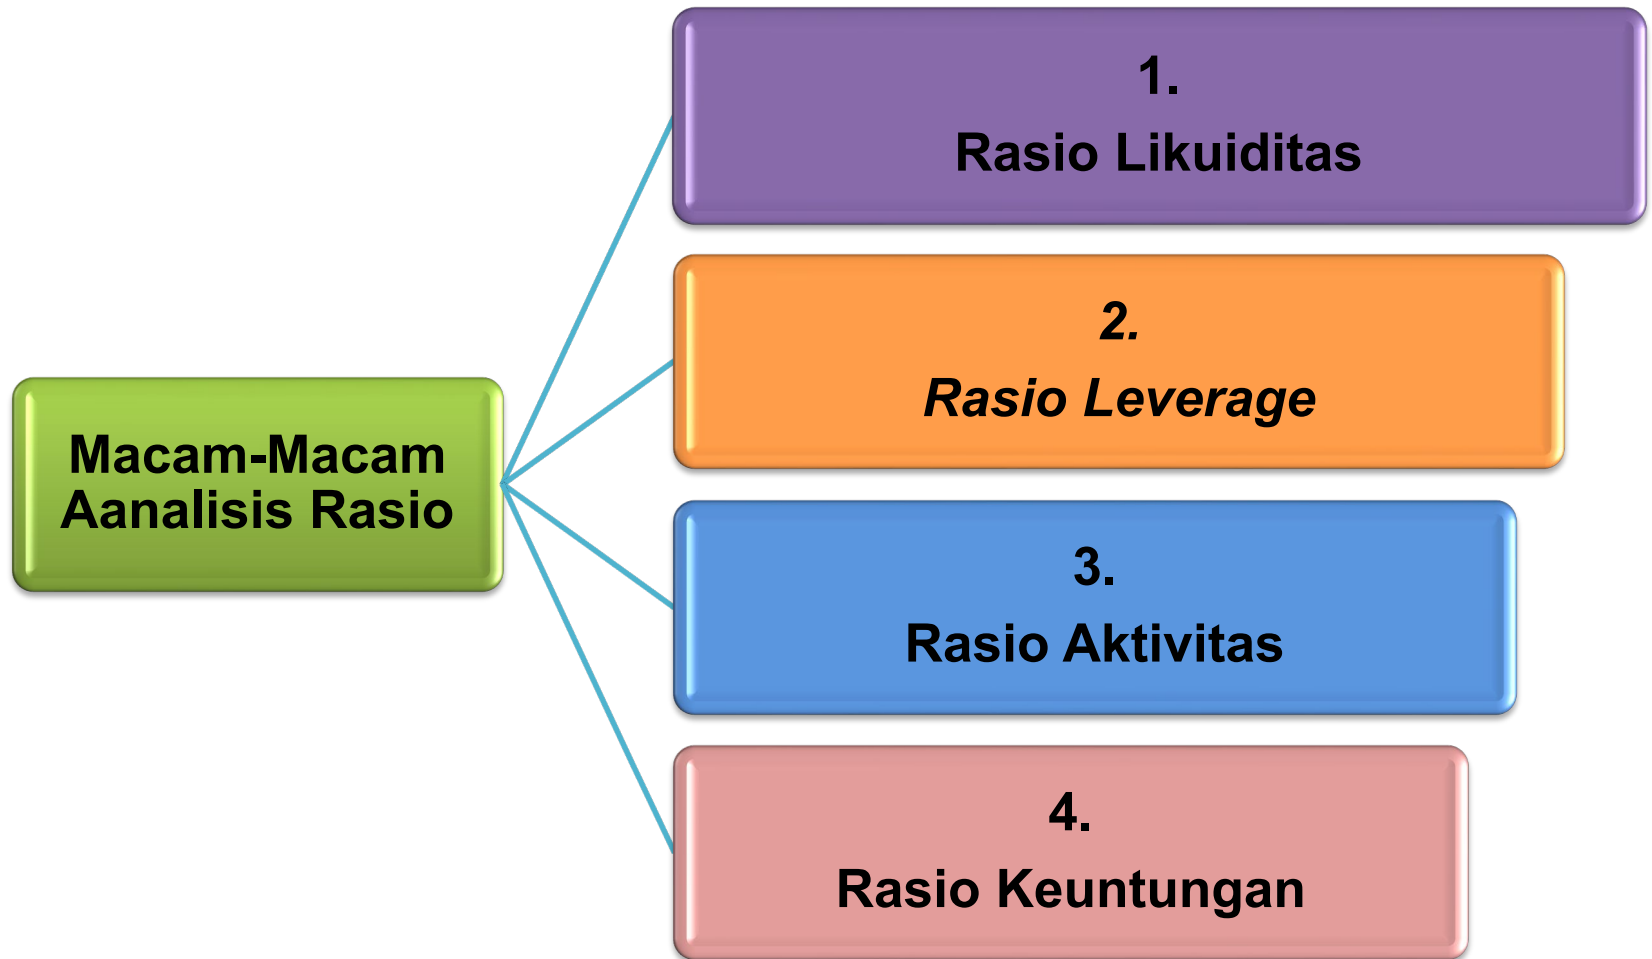 Macam-Macam
Aanalisis Rasio
1.
Rasio Likuiditas
2.
Rasio Leverage
3.
Rasio Aktivitas
4.
Rasio Keuntungan